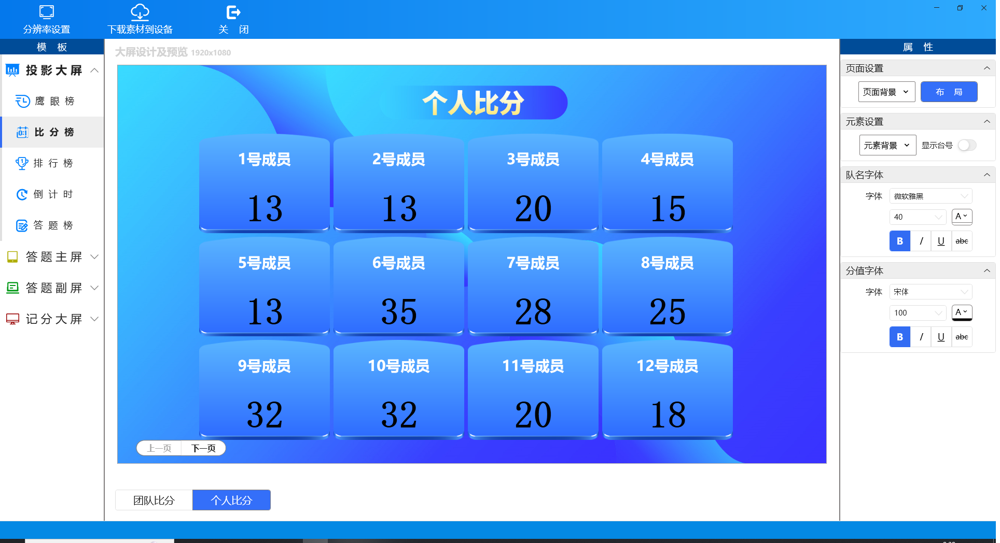 分辨率设置
下载素材到设备
关 闭
模 板
大屏设计及预览 1920x1080
属 性
投影大屏
鹰眼榜
比分榜
排行榜
倒计时
答题榜
答题主屏
答题副屏
记分大屏
个人比分
1号成员
13
2号成员
13
3号成员
20
4号成员
15
5号成员
13
6号成员
35
7号成员
28
8号成员
25
9号成员
32
10号成员
32
11号成员
20
12号成员
18
上一页
下一页
团队比分
个人比分
页面设置
页面背景
布 局
元素设置
元素背景
显示台号
队名字体
字体
微软雅黑
40
A
B
/
U
abc
分值字体
字体
宋体
100
A
B
/
U
abc